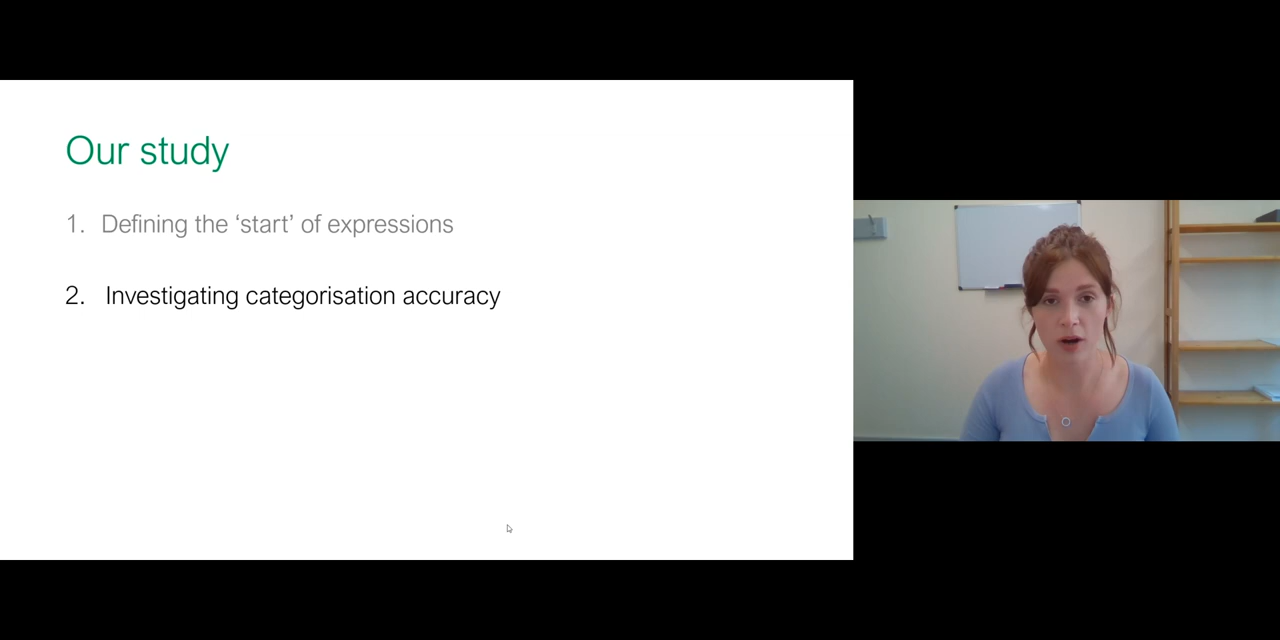 Our study
1. Defining the ‘start’ of expressions
2. Investigating categorisation accuracy